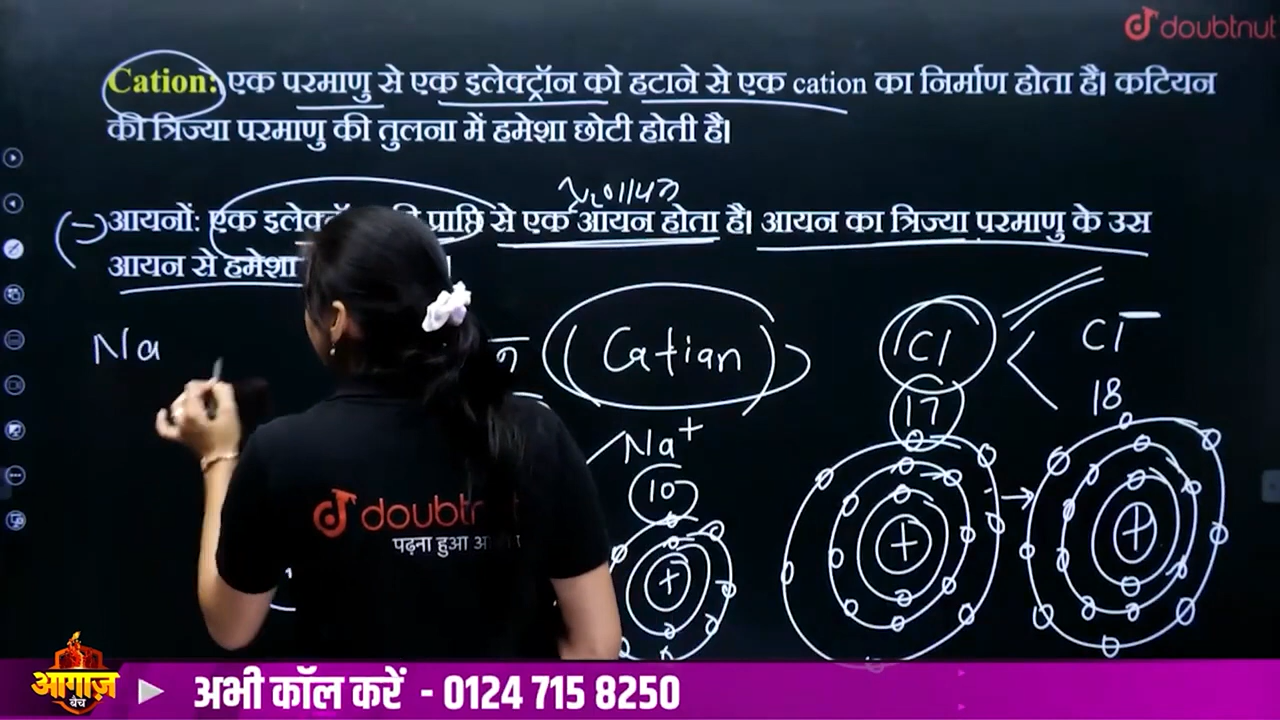 doubtnut
Cation: एक परमाणु से एक इलेक्ट्रॉन को हटाने से एक cation का निर्माण होता है। कटियन
की त्रिज्या परमाणु की तुलना में हमेशा छोटी होती है।
(-) आयनों: एक प्राप्ति से एक आयन होता है। आयन का त्रिज्या परमाणु के उस
आयन से हमेशा
Na
Catian
Cl
Cl⁻
17
18
Na⁺
10
+
+
+
doubtnut
पढ़ना हुआ
आगाज़
बैच
अभी कॉल करें - 0124 715 8250